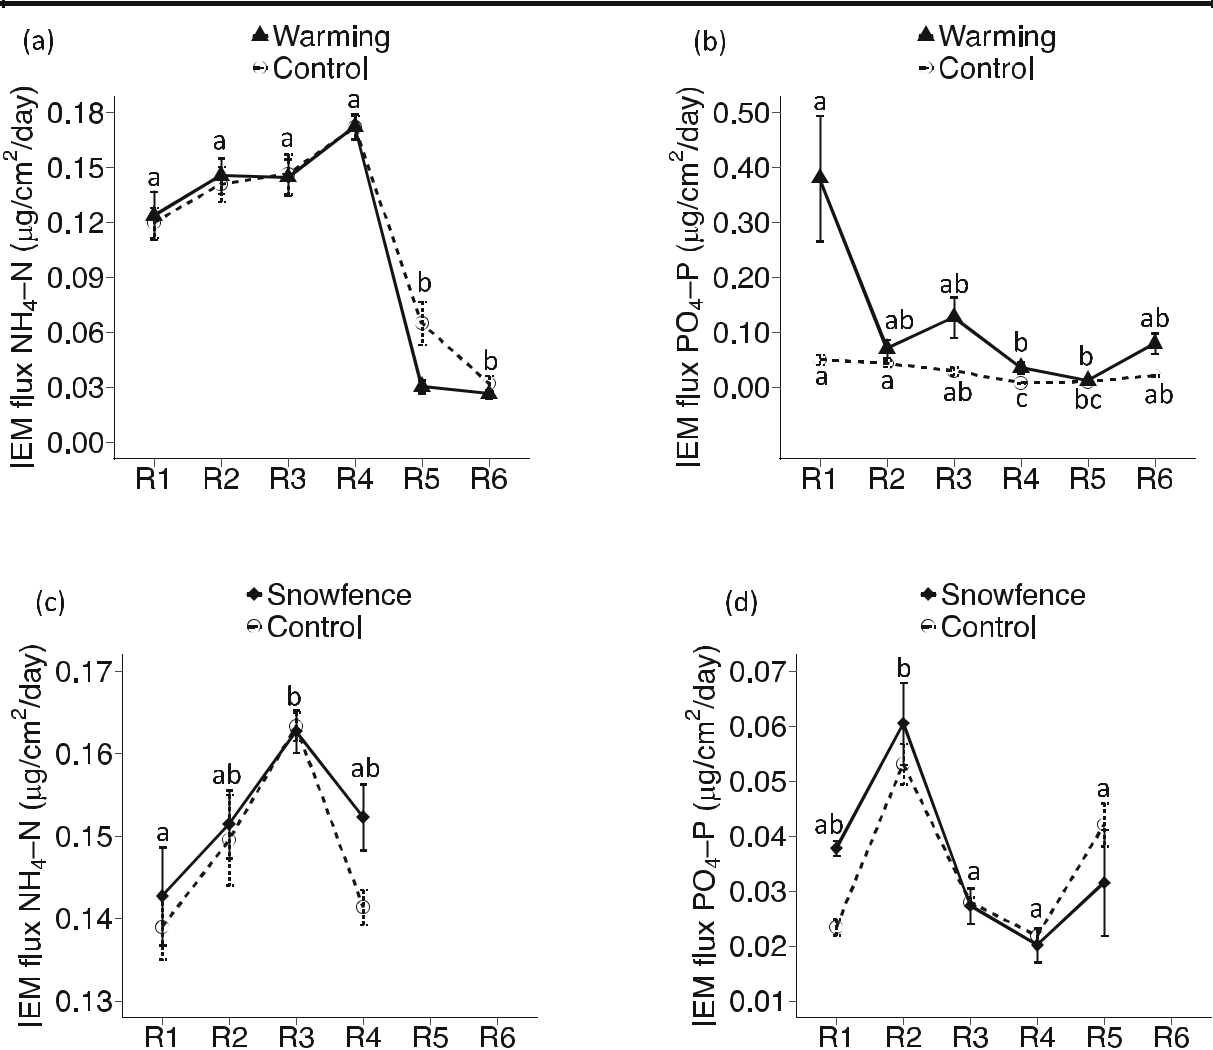 (a)
Warming
Control
IEM flux NH4–N (µg/cm2/day)
0.18
0.15
0.12
0.09
0.06
0.03
0.00
a
a
a
a
b
b
R1 R2 R3 R4 R5 R6
(b)
Warming
Control
IEM flux PO4–P (µg/cm2/day)
0.50
0.40
0.30
0.20
0.10
0.00
a
ab
ab
b
b
ab
a
a
ab
c
bc
ab
R1 R2 R3 R4 R5 R6
(c)
Snowfence
Control
IEM flux NH4–N (µg/cm2/day)
0.17
0.16
0.15
0.14
0.13
a
ab
b
ab
R1 R2 R3 R4 R5 R6
(d)
Snowfence
Control
IEM flux PO4–P (µg/cm2/day)
0.07
0.06
0.05
0.04
0.03
0.02
0.01
ab
b
a
a
a
R1 R2 R3 R4 R5 R6